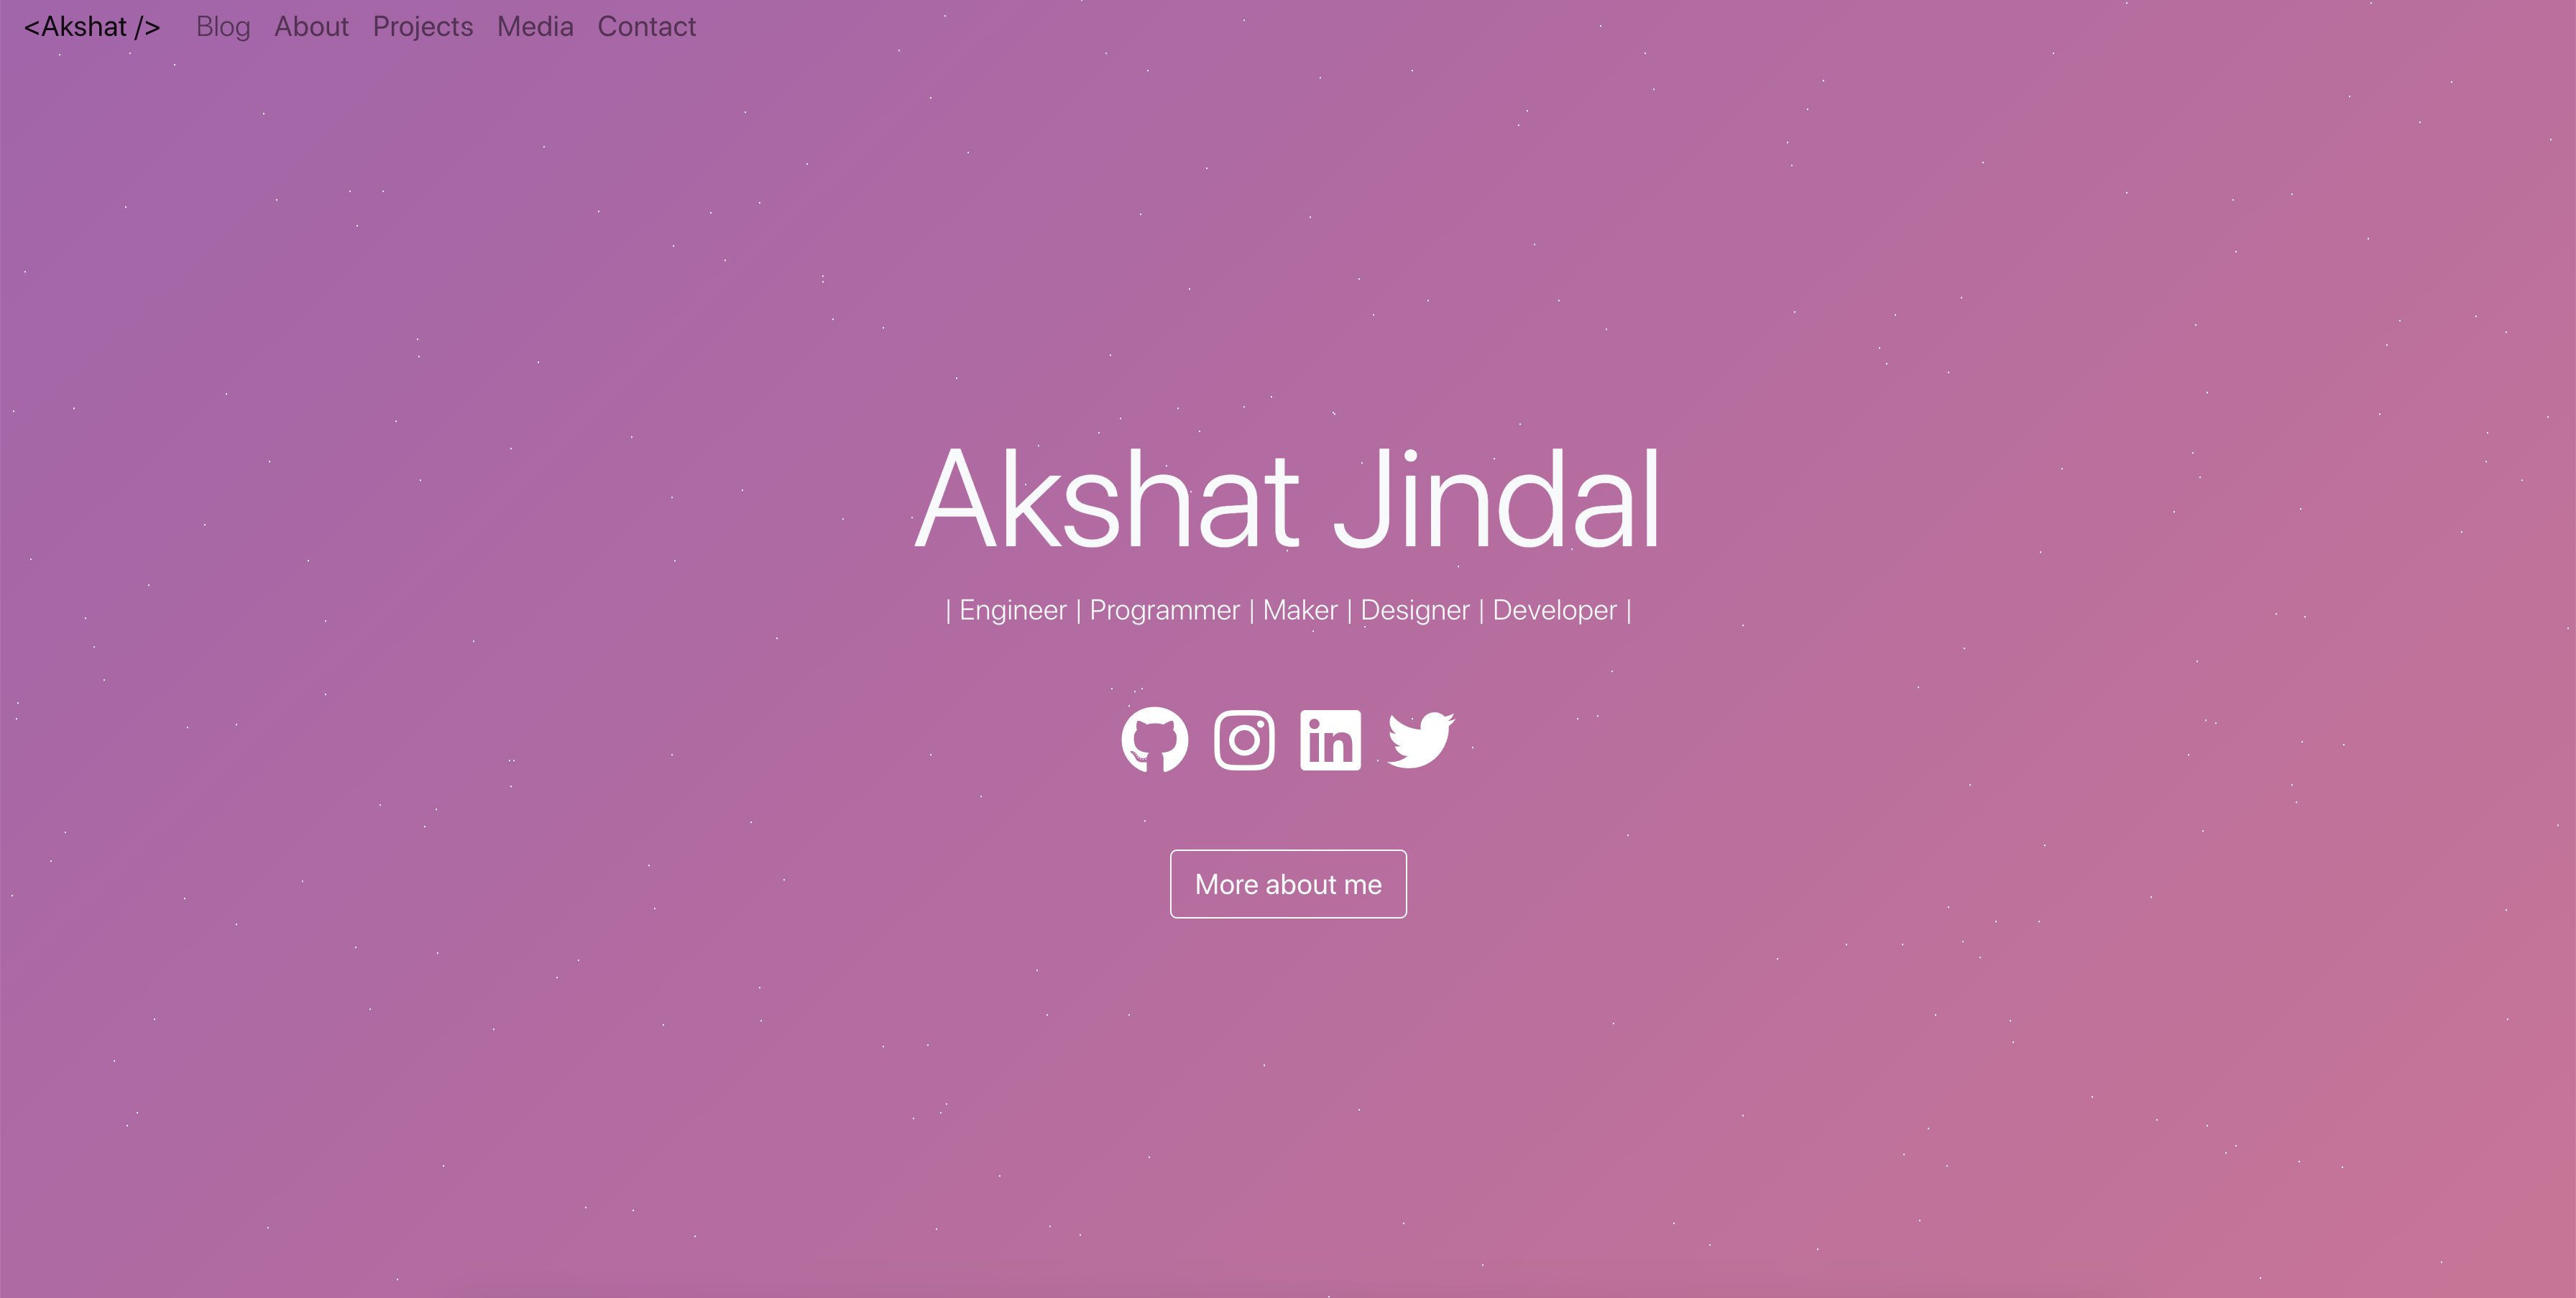 <Akshat /> Blog About Projects Media Contact
Akshat Jindal
| Engineer | Programmer | Maker | Designer | Developer |
in
More about me